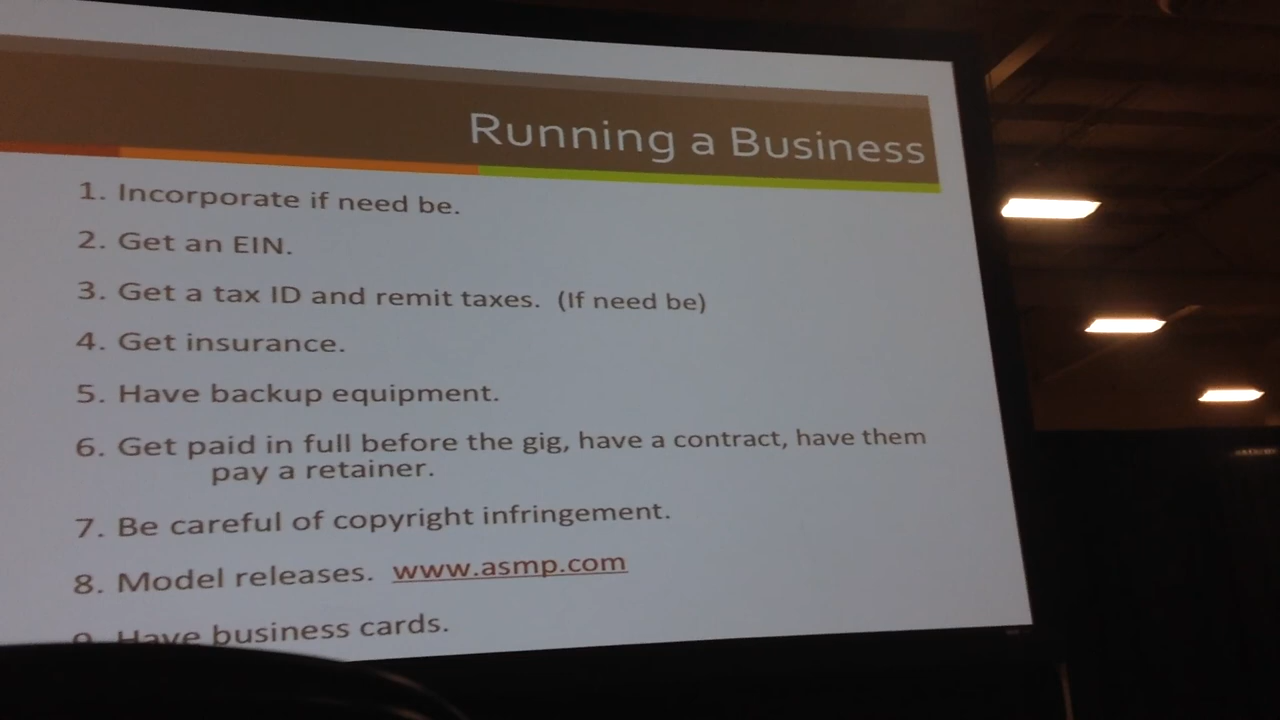 Running a Business
1. Incorporate if need be.
2. Get an EIN.
3. Get a tax ID and remit taxes. (If need be)
4. Get insurance.
5. Have backup equipment.
6. Get paid in full before the gig, have a contract, have them
pay a retainer.
7. Be careful of copyright infringement.
8. Model releases. www.asmp.com
9. Have business cards.